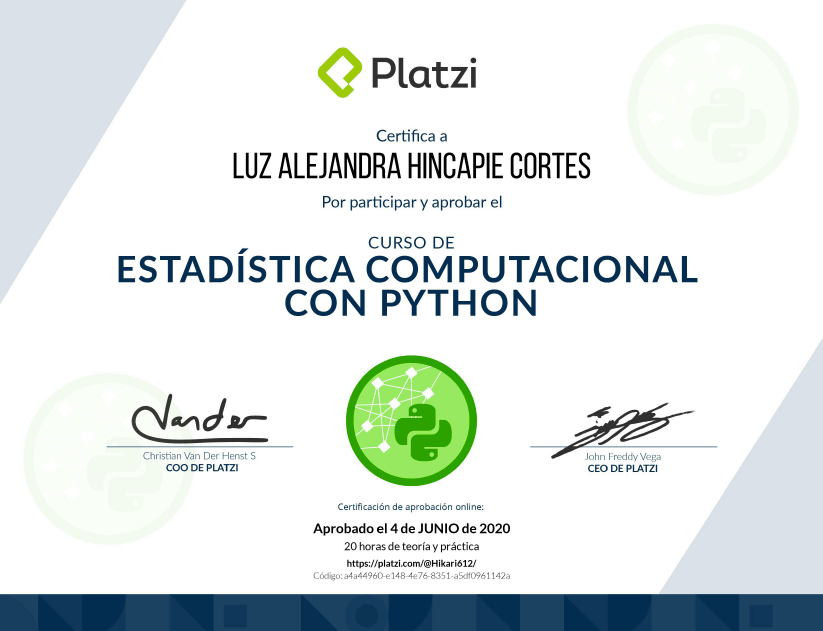 Platzi
Certifica a
LUZ ALEJANDRA HINCAPIE CORTES
Por participar y aprobar el
CURSO DE
ESTADÍSTICA COMPUTACIONAL
CON PYTHON
Vander
Christian Van Der Henst S
COO DE PLATZI
John Freddy Vega
CEO DE PLATZI
Certificación de aprobación online:
Aprobado el 4 de JUNIO de 2020
20 horas de teoría y práctica
https://platzi.com/@Hikari612/
Código: a4a44960-e148-4e76-8351-a5df0961142a